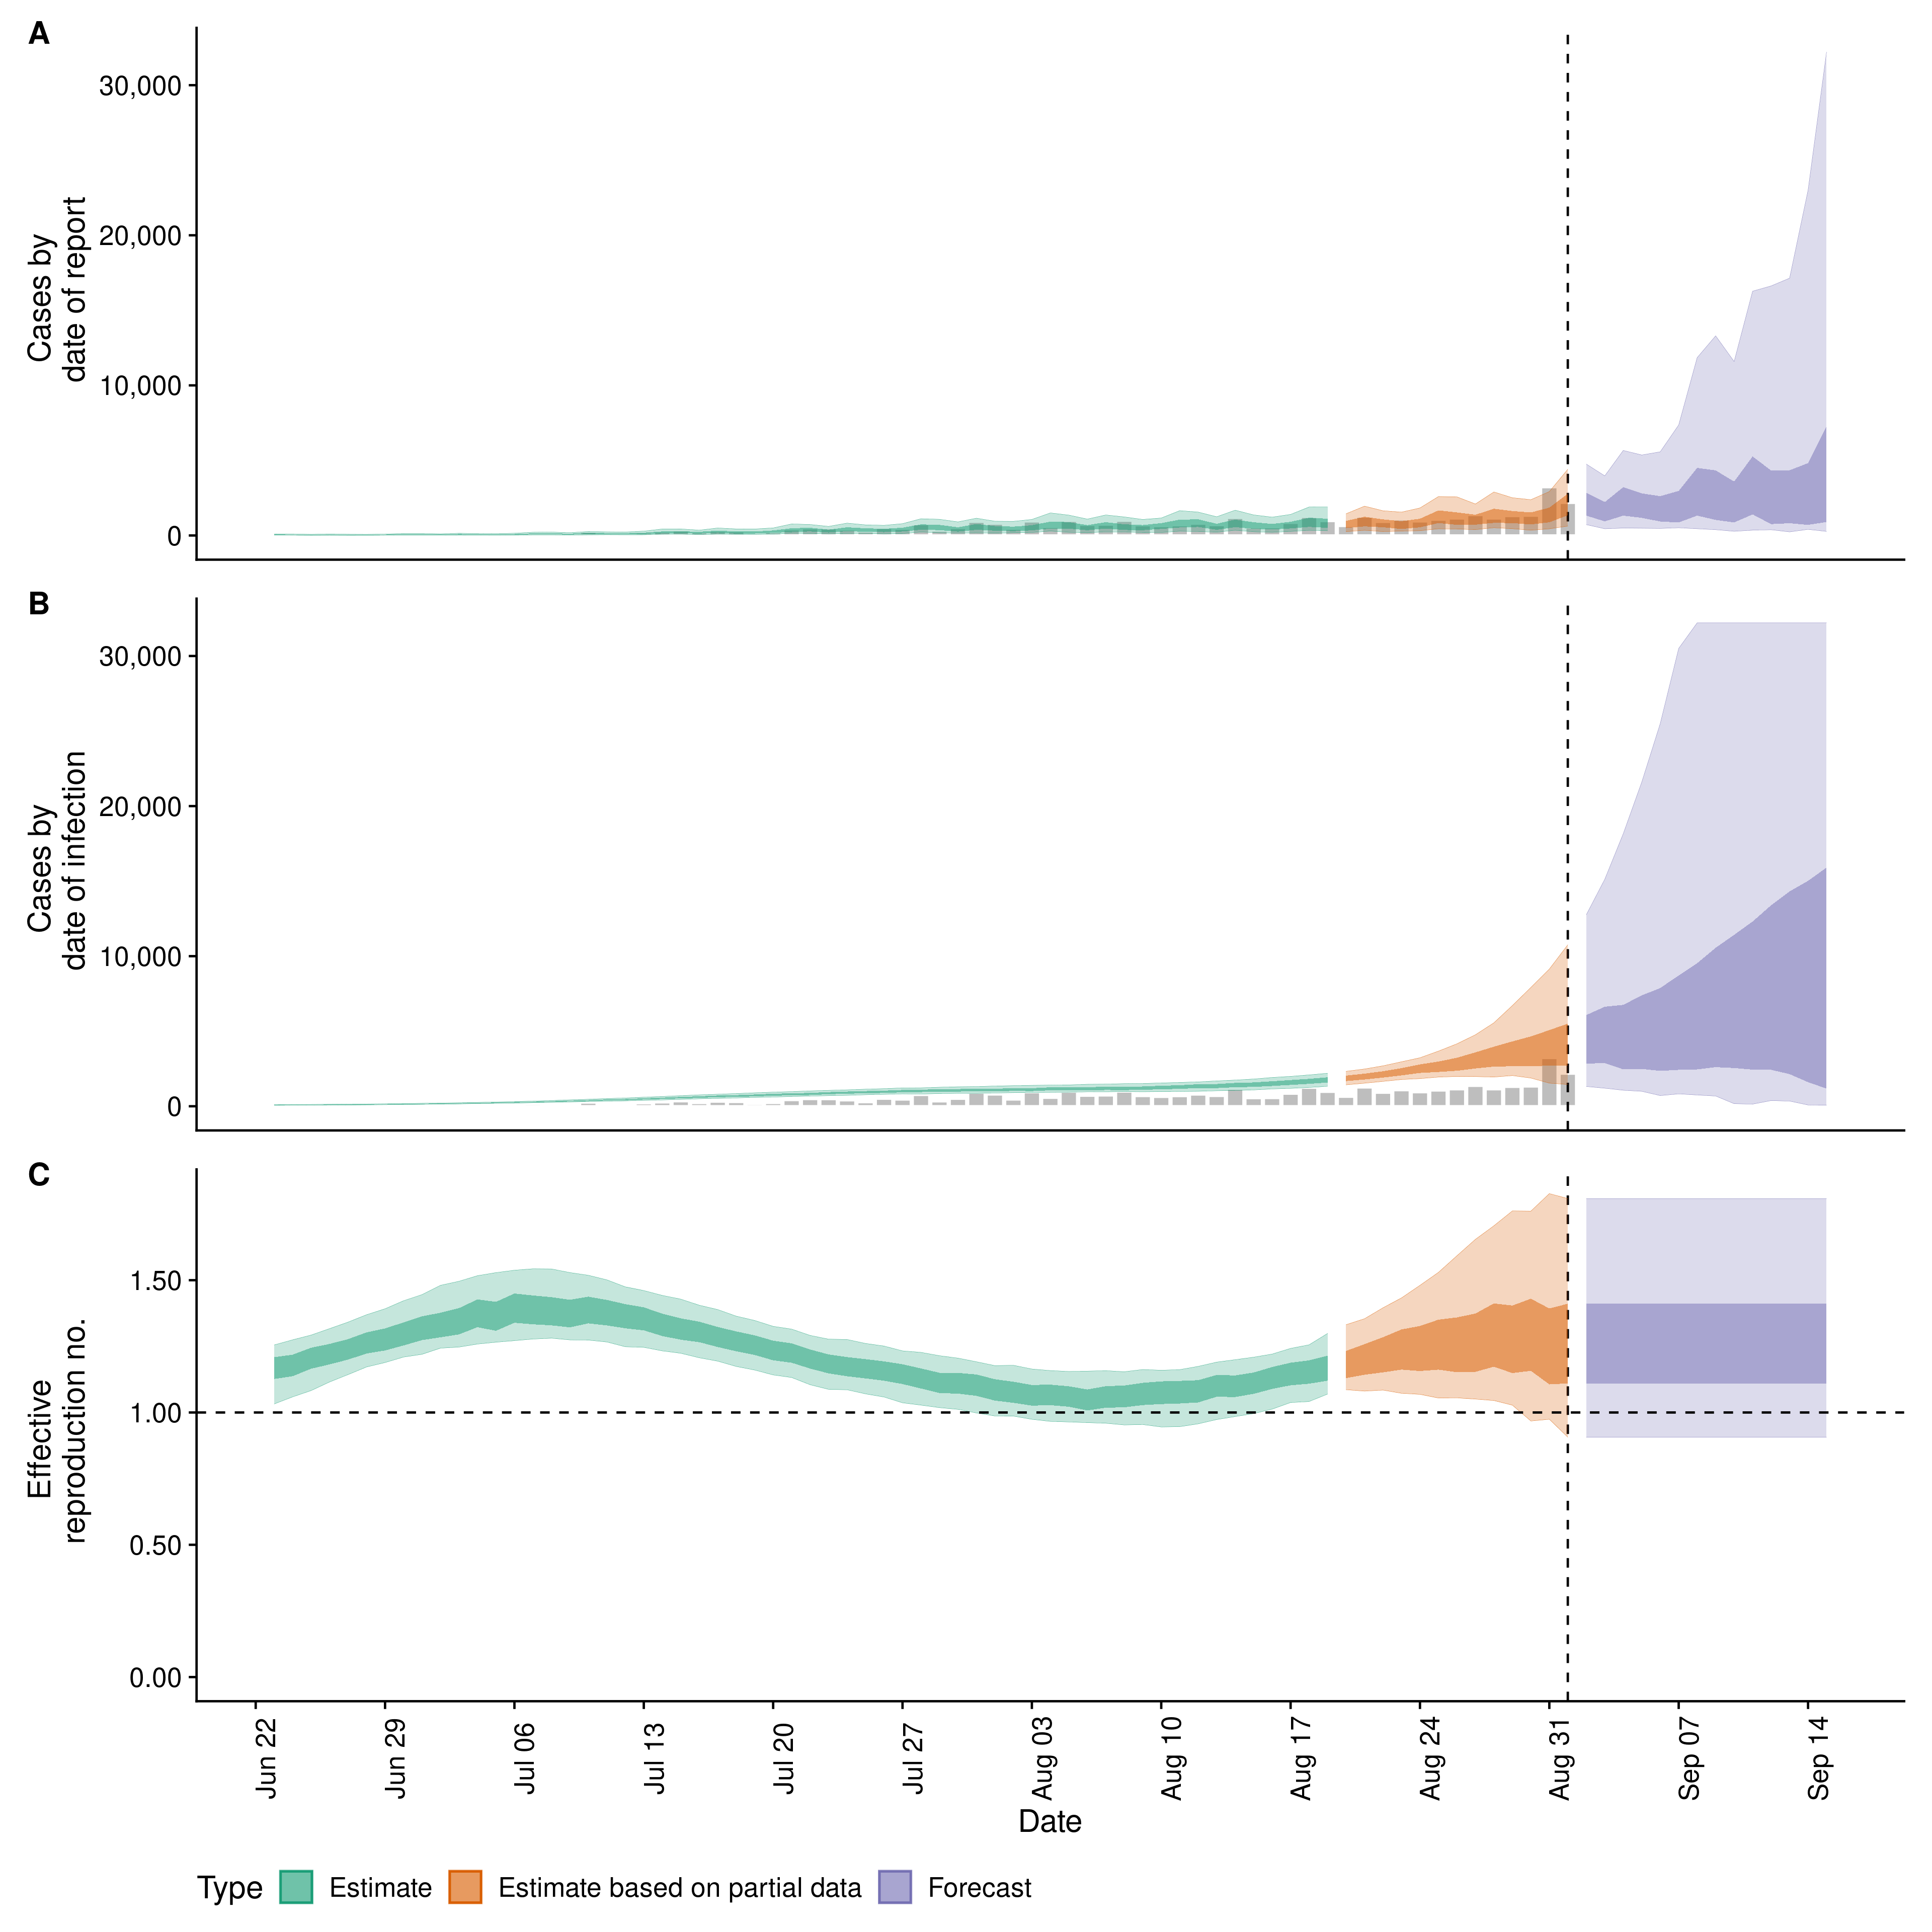 A
Cases by
date of report
30,000
20,000
10,000
0
B
Cases by
date of infection
30,000
20,000
10,000
0
C
Effective
reproduction no.
1.50
1.00
0.50
0.00
Jun 22
Jun 29
Jul 06
Jul 13
Jul 20
Jul 27
Aug 03
Aug 10
Aug 17
Aug 24
Aug 31
Sep 07
Sep 14
Date
Type Estimate Estimate based on partial data Forecast